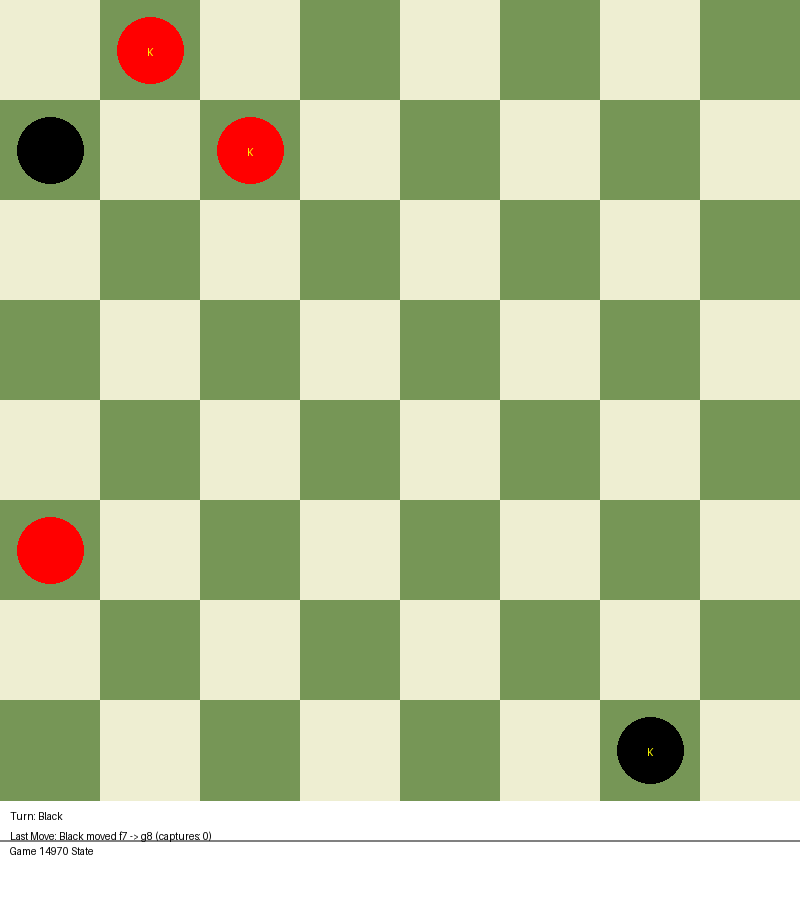 K
K
K
Turn: Black
Last Move: Black moved f7 -> g8 (captures: 0)
Game 14970 State